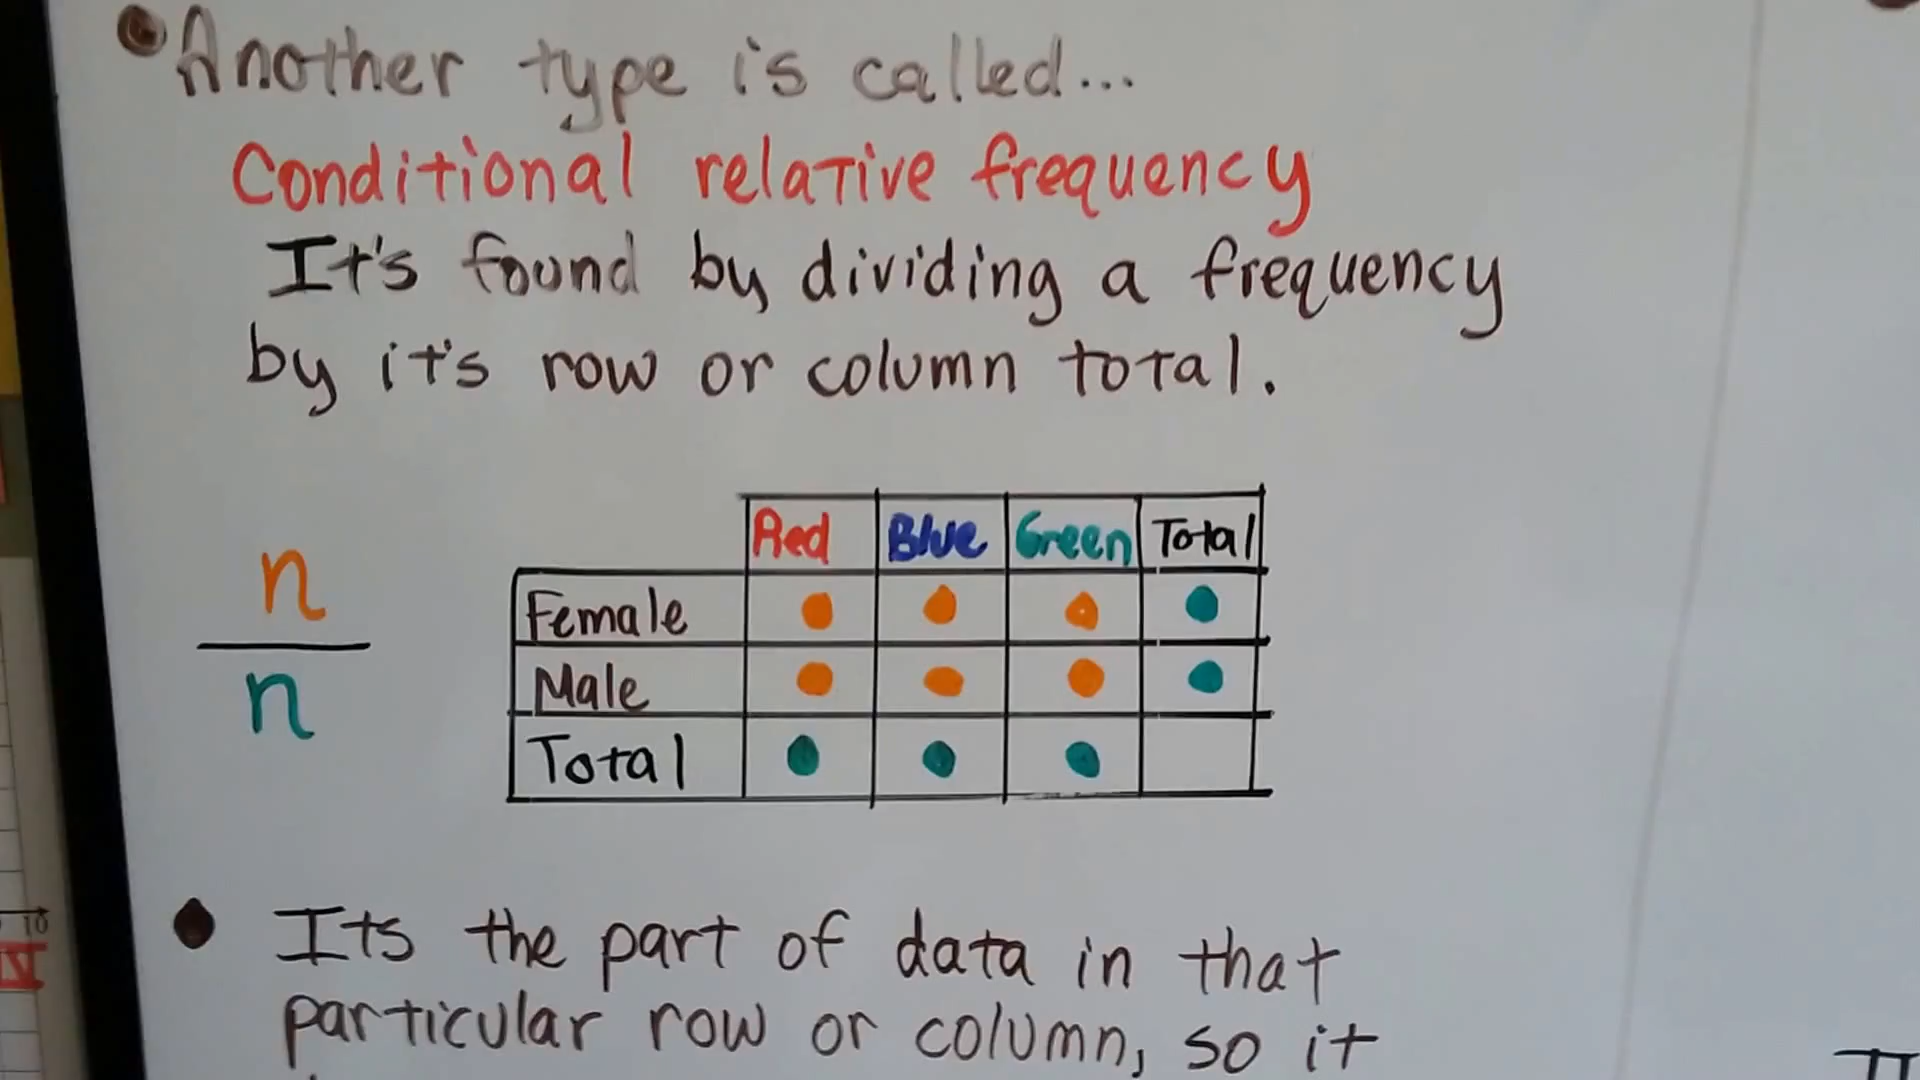 Another type is called...
Conditional relative frequency
It's found by dividing a frequency
by it's row or column total.
n
n
Red Blue Green Total
Female
Male
Total
Its the part of data in that
particular row or column, so it
10